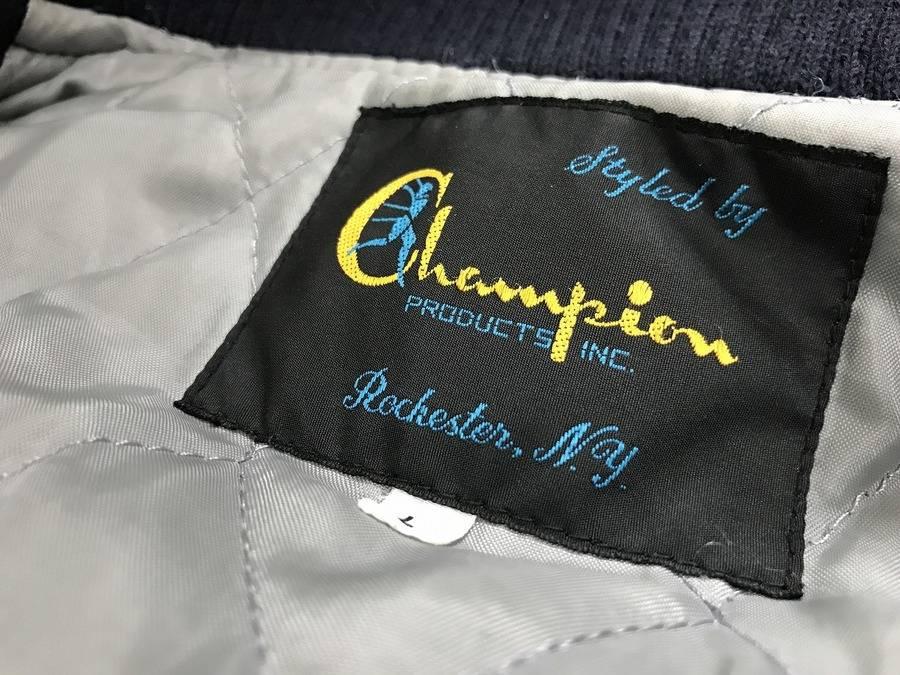 Styled by
Champion
PRODUCTS INC.
Rochester, N.Y.
L